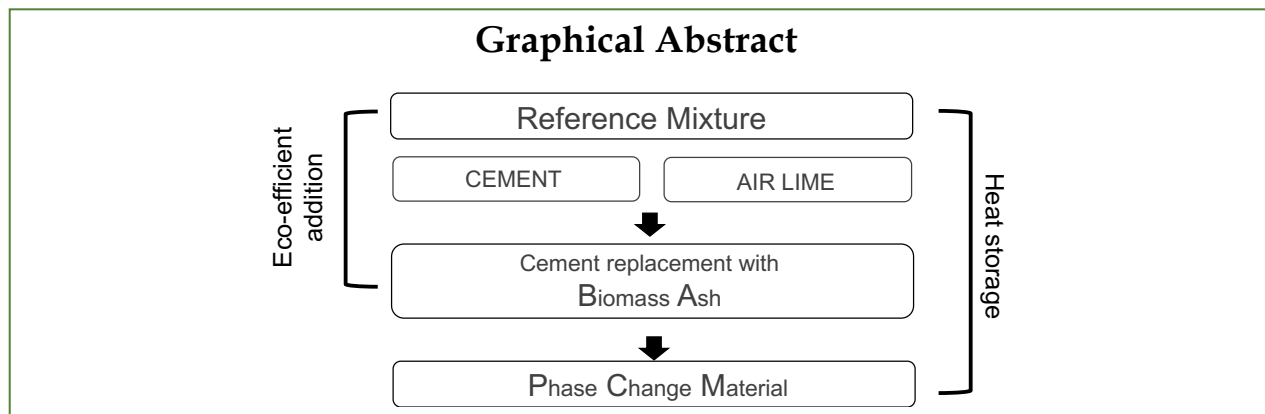 Graphical Abstract
Reference Mixture
Eco-efficient
addition
CEMENT
AIR LIME
Cement replacement with
Biomass Ash
Phase Change Material
Heat storage